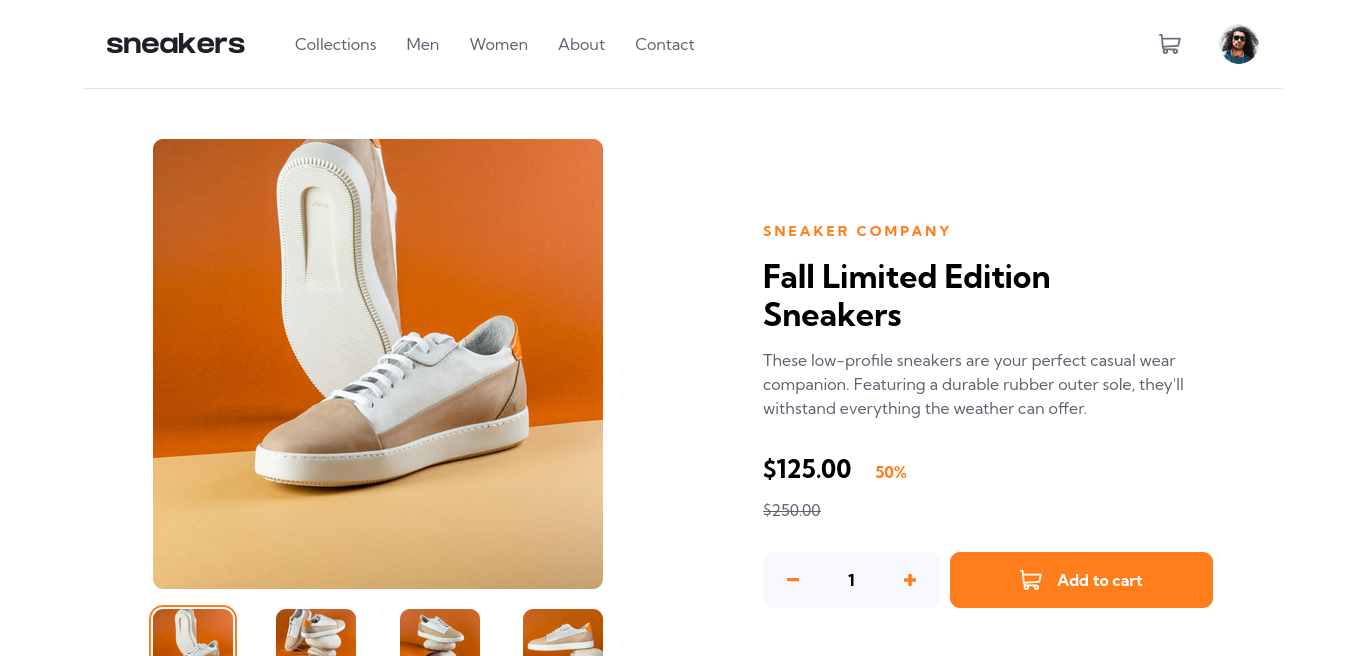 sneakers
Collections Men Women About Contact
SNEAKER COMPANY
Fall Limited Edition
Sneakers
These low-profile sneakers are your perfect casual wear
companion. Featuring a durable rubber outer sole, they'll
withstand everything the weather can offer.
$125.00 50%
$250.00
1 Add to cart